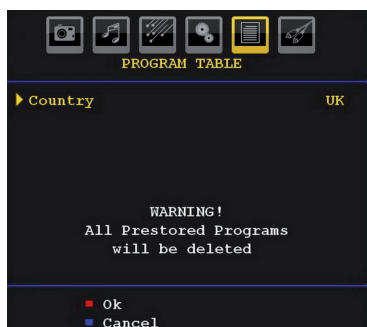 PROGRAM TABLE
Country UK
WARNING!
All Prestored Programs
will be deleted
Ok
Cancel